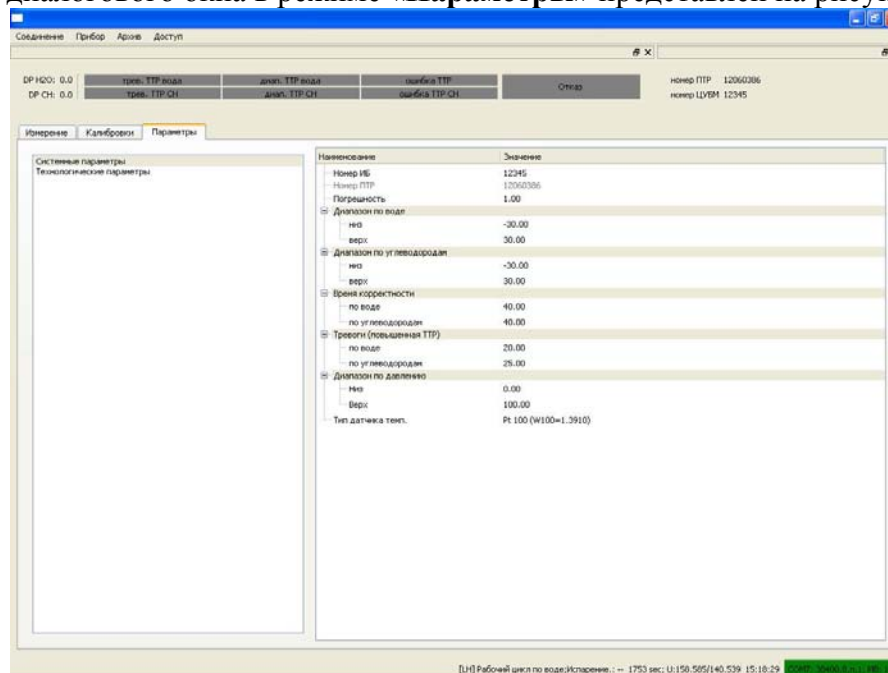 диалогового окна в режиме «Параметры» представлен на рису
Соединение Прибор Архив Доступ
DP H2O: 0.0 трев. ТТР вода диап. ТТР вода ошибка ТТР Отказ номер ПТР 12060386
DP CH: 0.0 трев. ТТР CH диап. ТТР CH ошибка ТТР CH номер ЦУВМ 12345
Измерение Калибровки Параметры
Системные параметры
Технологические параметры
Наименование Значение
Номер ИБ 12345
Номер ПТР 12060386
Погрешность 1.00
Диапазон по воде
низ -30.00
верх 30.00
Диапазон по углеводородам
низ -30.00
верх 30.00
Время корректности
по воде 40.00
по углеводородам 40.00
Тревоги (повышенная ТТР)
по воде 20.00
по углеводородам 25.00
Диапазон по давлению
Низ 0.00
Верх 100.00
Тип датчика темп. Pt 100 (W100=1.3910)
[LH] Рабочий цикл по воде:Испарение.: -- 1753 sec; U:158.585/140.539 15:18:29